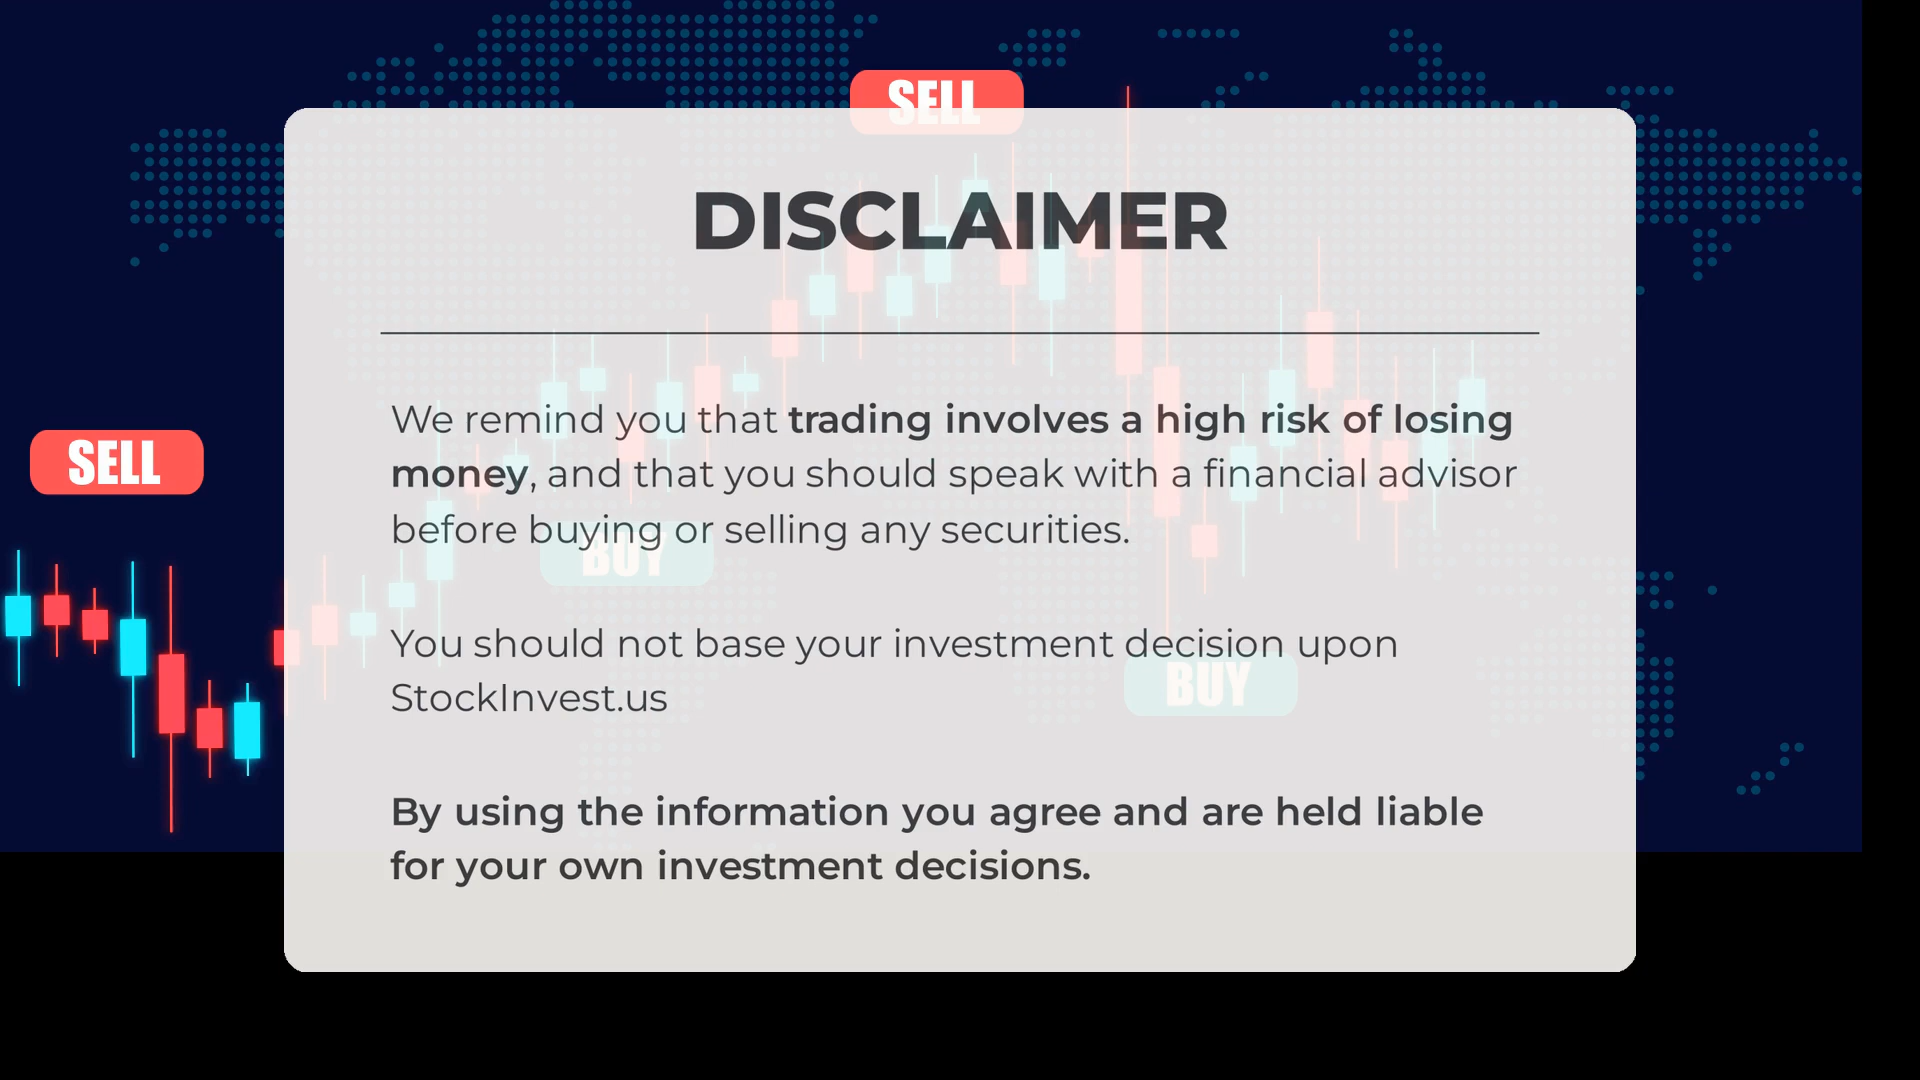 SELL
DISCLAIMER
We remind you that trading involves a high risk of losing
money, and that you should speak with a financial advisor
before buying or selling any securities.
SELL
BUY
You should not base your investment decision upon
StockInvest.us
BUY
By using the information you agree and are held liable
for your own investment decisions.